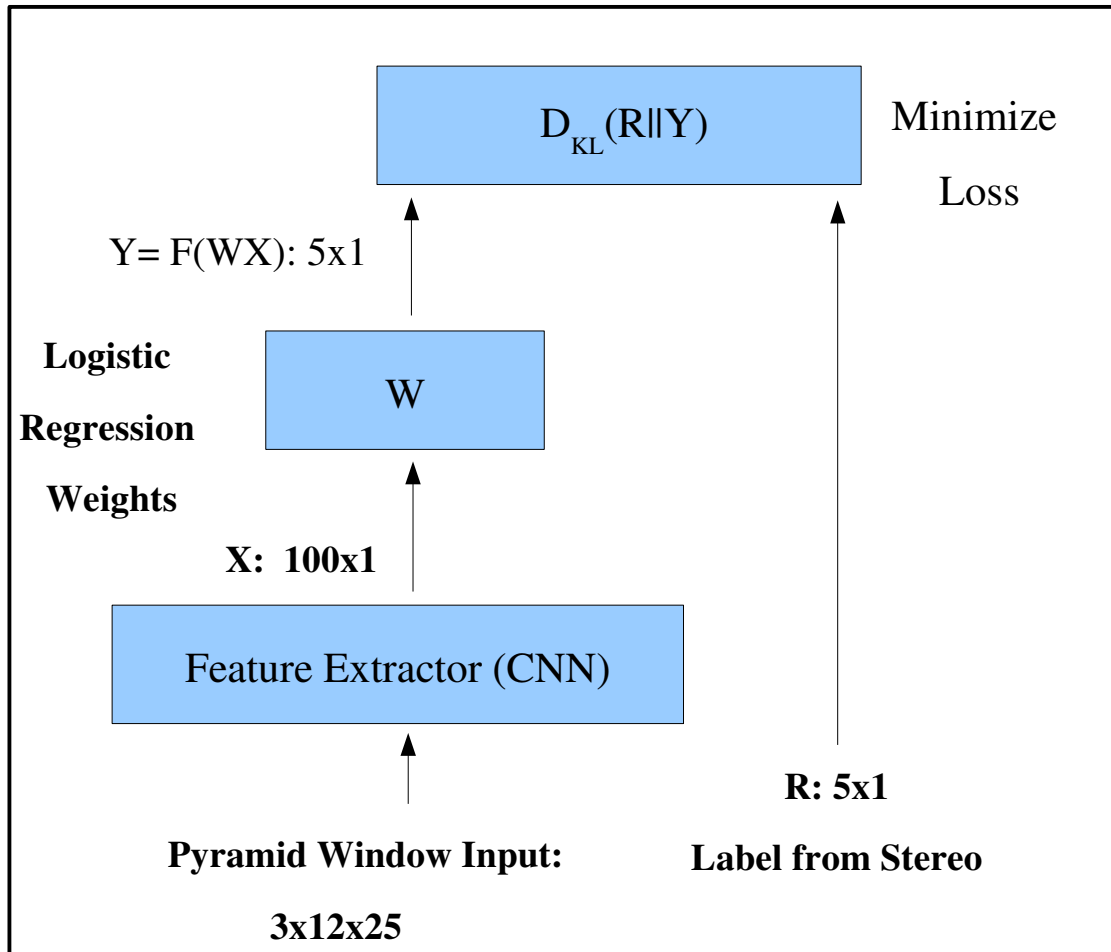 D_KL(R||Y)
Minimize
Loss
Y= F(WX): 5x1
Logistic
Regression
Weights
W
X: 100x1
Feature Extractor (CNN)
R: 5x1
Label from Stereo
Pyramid Window Input:
3x12x25